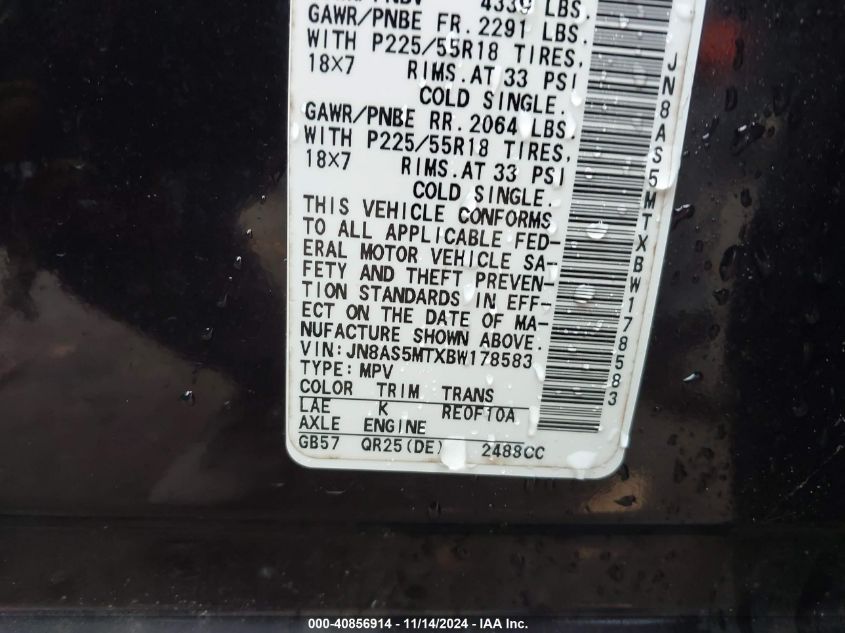 4339 LBS.
GAWR/PNBE FR. 2291 LBS.
WITH P225/55R18 TIRES,
18X7 RIMS. AT 33 PSI
COLD SINGLE.
GAWR/PNBE RR. 2064 LBS.
WITH P225/55R18 TIRES,
18X7 RIMS. AT 33 PSI
COLD SINGLE.
THIS VEHICLE CONFORMS
TO ALL APPLICABLE FED-
ERAL MOTOR VEHICLE SA-
FETY AND THEFT PREVEN-
TION STANDARDS IN EFF-
ECT ON THE DATE OF MA-
NUFACTURE SHOWN ABOVE.
VIN: JN8AS5MTXBW178583
TYPE: MPV
COLOR TRIM TRANS
LAE K RE0F10A
AXLE ENGINE
GB57 QR25(DE) 2488CC
JN8AS5MTXBW178583
000-40856914 - 11/14/2024 - IAA Inc.